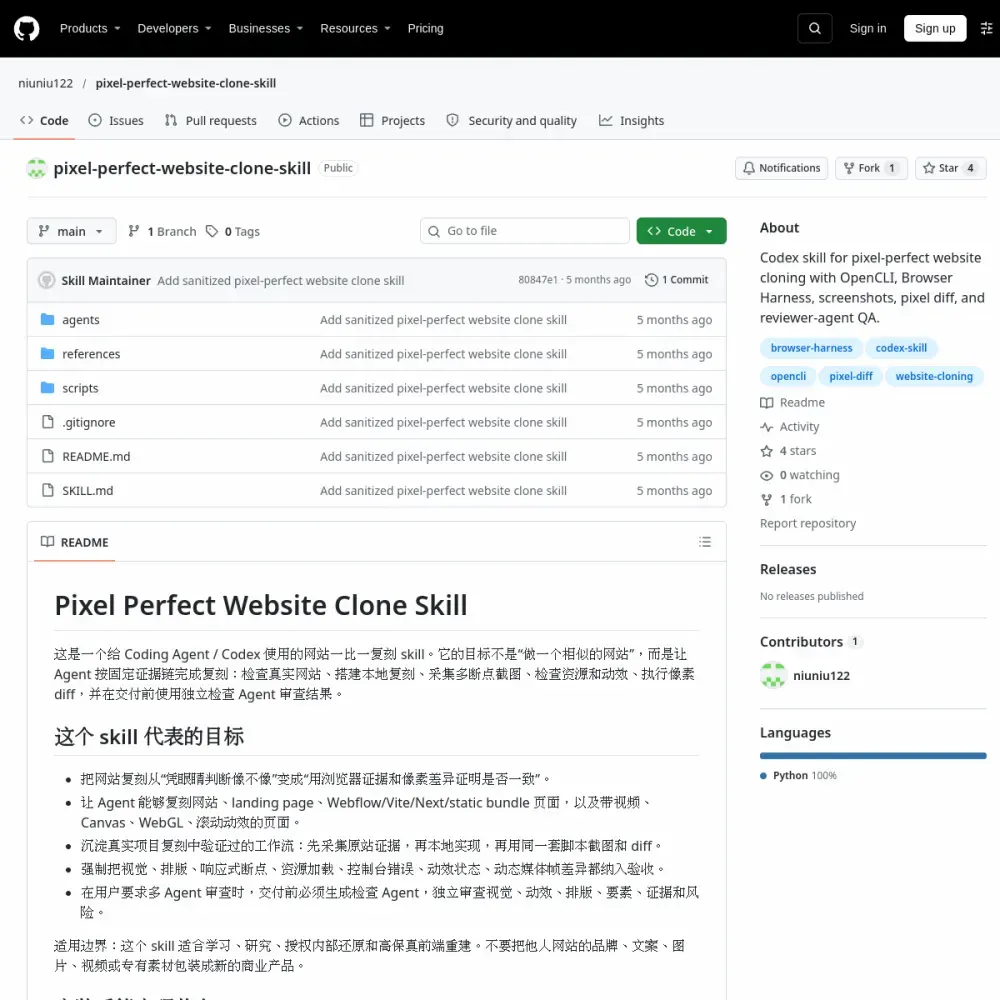 Products Developers Businesses Resources Pricing Sign in Sign up
niuniu122 / pixel-perfect-website-clone-skill
Code Issues Pull requests Actions Projects Security and quality Insights
pixel-perfect-website-clone-skill Public Notifications Fork 1 Star 4
main 1 Branch 0 Tags Go to file Code
Skill Maintainer Add sanitized pixel-perfect website clone skill 80847e1 · 5 months ago 1 Commit
agents Add sanitized pixel-perfect website clone skill 5 months ago
references Add sanitized pixel-perfect website clone skill 5 months ago
scripts Add sanitized pixel-perfect website clone skill 5 months ago
.gitignore Add sanitized pixel-perfect website clone skill 5 months ago
README.md Add sanitized pixel-perfect website clone skill 5 months ago
SKILL.md Add sanitized pixel-perfect website clone skill 5 months ago
README
Pixel Perfect Website Clone Skill
这是一个给 Coding Agent / Codex 使用的网站一比一复刻 skill。它的目标不是“做一个相似的网站”，而是让
Agent 按固定证据链完成复刻：检查真实网站、搭建本地复刻、采集多断点截图、检查资源和动效、执行像素
diff，并在交付前使用独立检查 Agent 审查结果。
这个 skill 代表的目标
把网站复刻从“凭眼睛判断像不像”变成“用浏览器证据和像素差异证明是否一致”。
让 Agent 能够复刻网站、landing page、Webflow/Vite/Next/static bundle 页面，以及带视频、
Canvas、WebGL、滚动动效的页面。
沉淀真实项目复刻中验证过的工作流：先采集原站证据，再本地实现，再用同一套脚本截图和 diff。
强制把视觉、排版、响应式断点、资源加载、控制台错误、动效状态、动态媒体帧差异都纳入验收。
在用户要求多 Agent 审查时，交付前必须生成检查 Agent，独立审查视觉、动效、排版、要素、证据和风
险。
适用边界：这个 skill 适合学习、研究、授权内部还原和高保真前端重建。不要把他人网站的品牌、文案、图
片、视频或专有素材包装成新的商业产品。
About
Codex skill for pixel-perfect website
cloning with OpenCLI, Browser
Harness, screenshots, pixel diff, and
reviewer-agent QA.
browser-harness codex-skill
opencli pixel-diff website-cloning
Readme
Activity
4 stars
0 watching
1 fork
Report repository
Releases
No releases published
Contributors 1
niuniu122
Languages
Python 100%